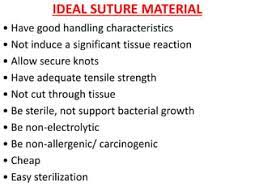 IDEAL SUTURE MATERIAL
• Have good handling characteristics
• Not induce a significant tissue reaction
• Allow secure knots
• Have adequate tensile strength
• Not cut through tissue
• Be sterile, not support bacterial growth
• Be non-electrolytic
• Be non-allergenic/ carcinogenic
• Cheap
• Easy sterilization